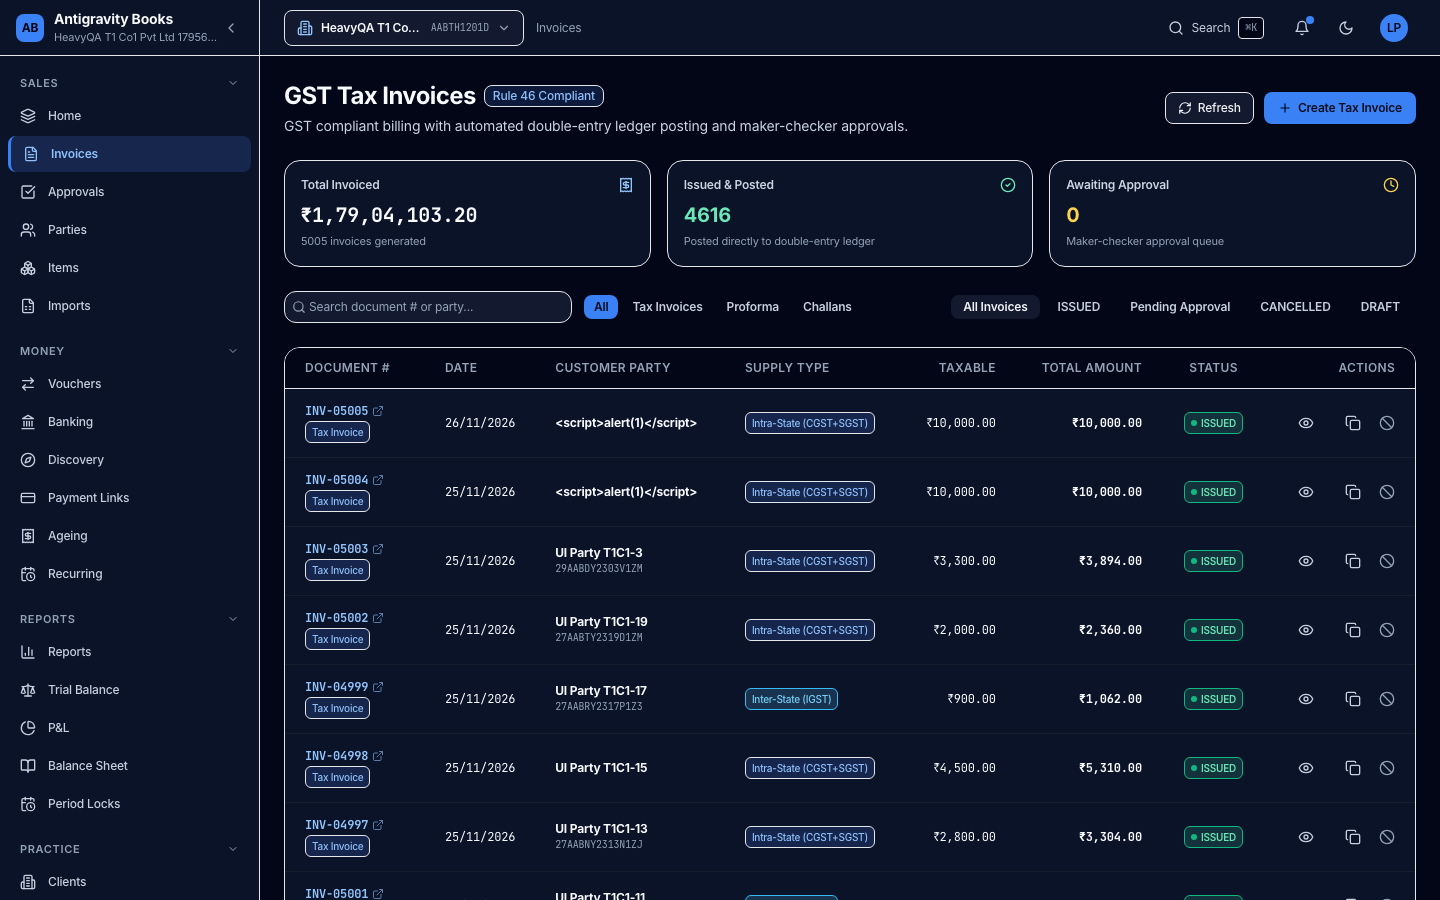 AB
Antigravity Books
HeavyQA T1 Co1 Pvt Ltd 17956...
HeavyQA T1 Co... AABTH1201D
Invoices
Search ⌘K
LP
SALES
Home
Invoices
Approvals
Parties
Items
Imports
MONEY
Vouchers
Banking
Discovery
Payment Links
Ageing
Recurring
REPORTS
Reports
Trial Balance
P&L
Balance Sheet
Period Locks
PRACTICE
Clients
GST Tax Invoices Rule 46 Compliant
GST compliant billing with automated double-entry ledger posting and maker-checker approvals.
Refresh
Create Tax Invoice
Total Invoiced
₹1,79,04,103.20
5005 invoices generated
Issued & Posted
4616
Posted directly to double-entry ledger
Awaiting Approval
0
Maker-checker approval queue
Search document # or party...
All Tax Invoices Proforma Challans
All Invoices ISSUED Pending Approval CANCELLED DRAFT
DOCUMENT # DATE CUSTOMER PARTY SUPPLY TYPE TAXABLE TOTAL AMOUNT STATUS ACTIONS
INV-05005
Tax Invoice
26/11/2026 <script>alert(1)</script> Intra-State (CGST+SGST) ₹10,000.00 ₹10,000.00 ISSUED
INV-05004
Tax Invoice
25/11/2026 <script>alert(1)</script> Intra-State (CGST+SGST) ₹10,000.00 ₹10,000.00 ISSUED
INV-05003
Tax Invoice
25/11/2026
UI Party T1C1-3
29AABDY2303V1ZM
Intra-State (CGST+SGST) ₹3,300.00 ₹3,894.00 ISSUED
INV-05002
Tax Invoice
25/11/2026
UI Party T1C1-19
27AABTY2319D1ZM
Intra-State (CGST+SGST) ₹2,000.00 ₹2,360.00 ISSUED
INV-04999
Tax Invoice
25/11/2026
UI Party T1C1-17
27AABRY2317P1Z3
Inter-State (IGST) ₹900.00 ₹1,062.00 ISSUED
INV-04998
Tax Invoice
25/11/2026 UI Party T1C1-15 Intra-State (CGST+SGST) ₹4,500.00 ₹5,310.00 ISSUED
INV-04997
Tax Invoice
25/11/2026
UI Party T1C1-13
27AABNY2313N1ZJ
Intra-State (CGST+SGST) ₹2,800.00 ₹3,304.00 ISSUED
INV-05001
UI Party T1C1-11